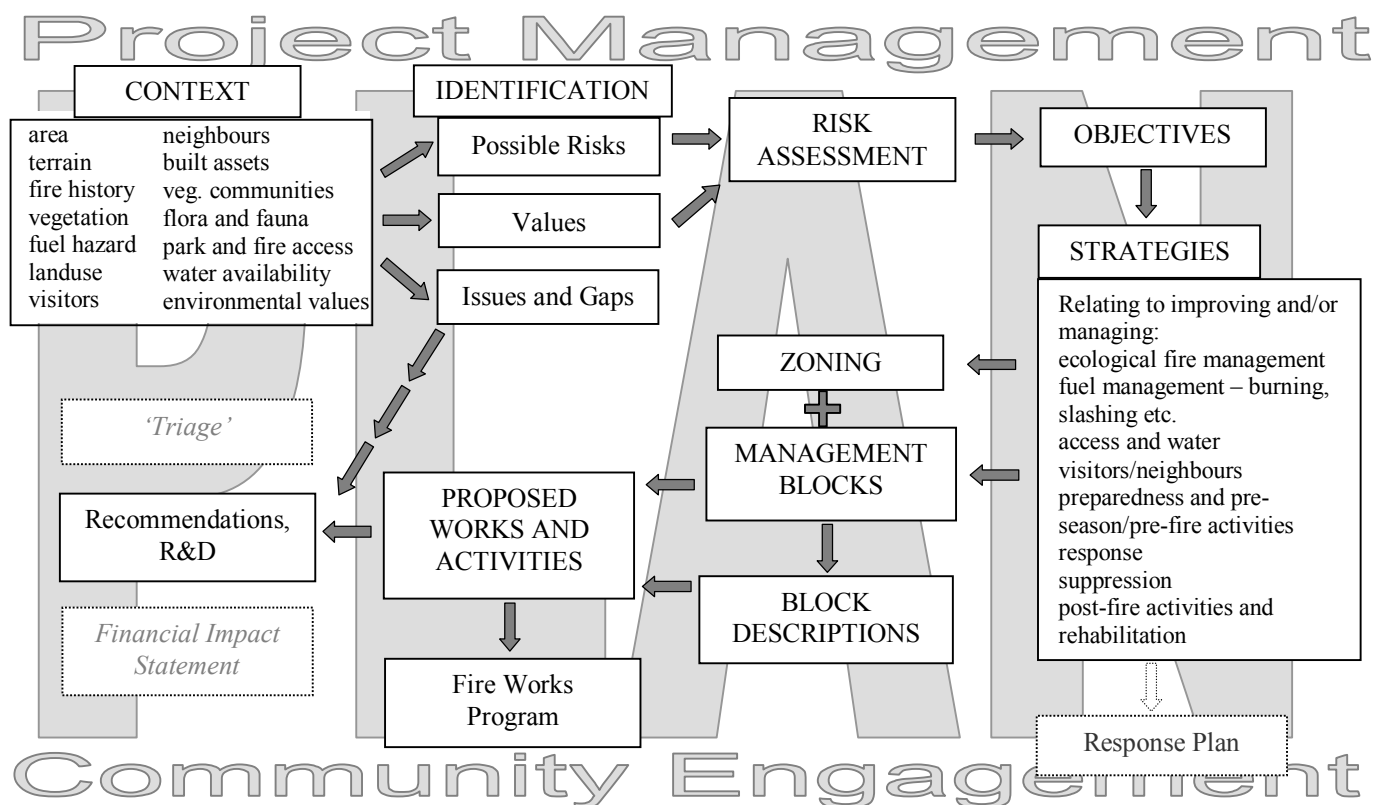 Project Management
PLAN
CONTEXT
area
terrain
fire history
vegetation
fuel hazard
landuse
visitors
neighbours
built assets
veg. communities
flora and fauna
park and fire access
water availability
environmental values
IDENTIFICATION
Possible Risks
Values
Issues and Gaps
RISK
ASSESSMENT
OBJECTIVES
STRATEGIES
Relating to improving and/or
managing:
ecological fire management
fuel management – burning,
slashing etc.
access and water
visitors/neighbours
preparedness and pre-
season/pre-fire activities
response
suppression
post-fire activities and
rehabilitation
Response Plan
ZONING
MANAGEMENT
BLOCKS
BLOCK
DESCRIPTIONS
PROPOSED
WORKS AND
ACTIVITIES
Fire Works
Program
‘Triage’
Recommendations,
R&D
Financial Impact
Statement
Community Engagement